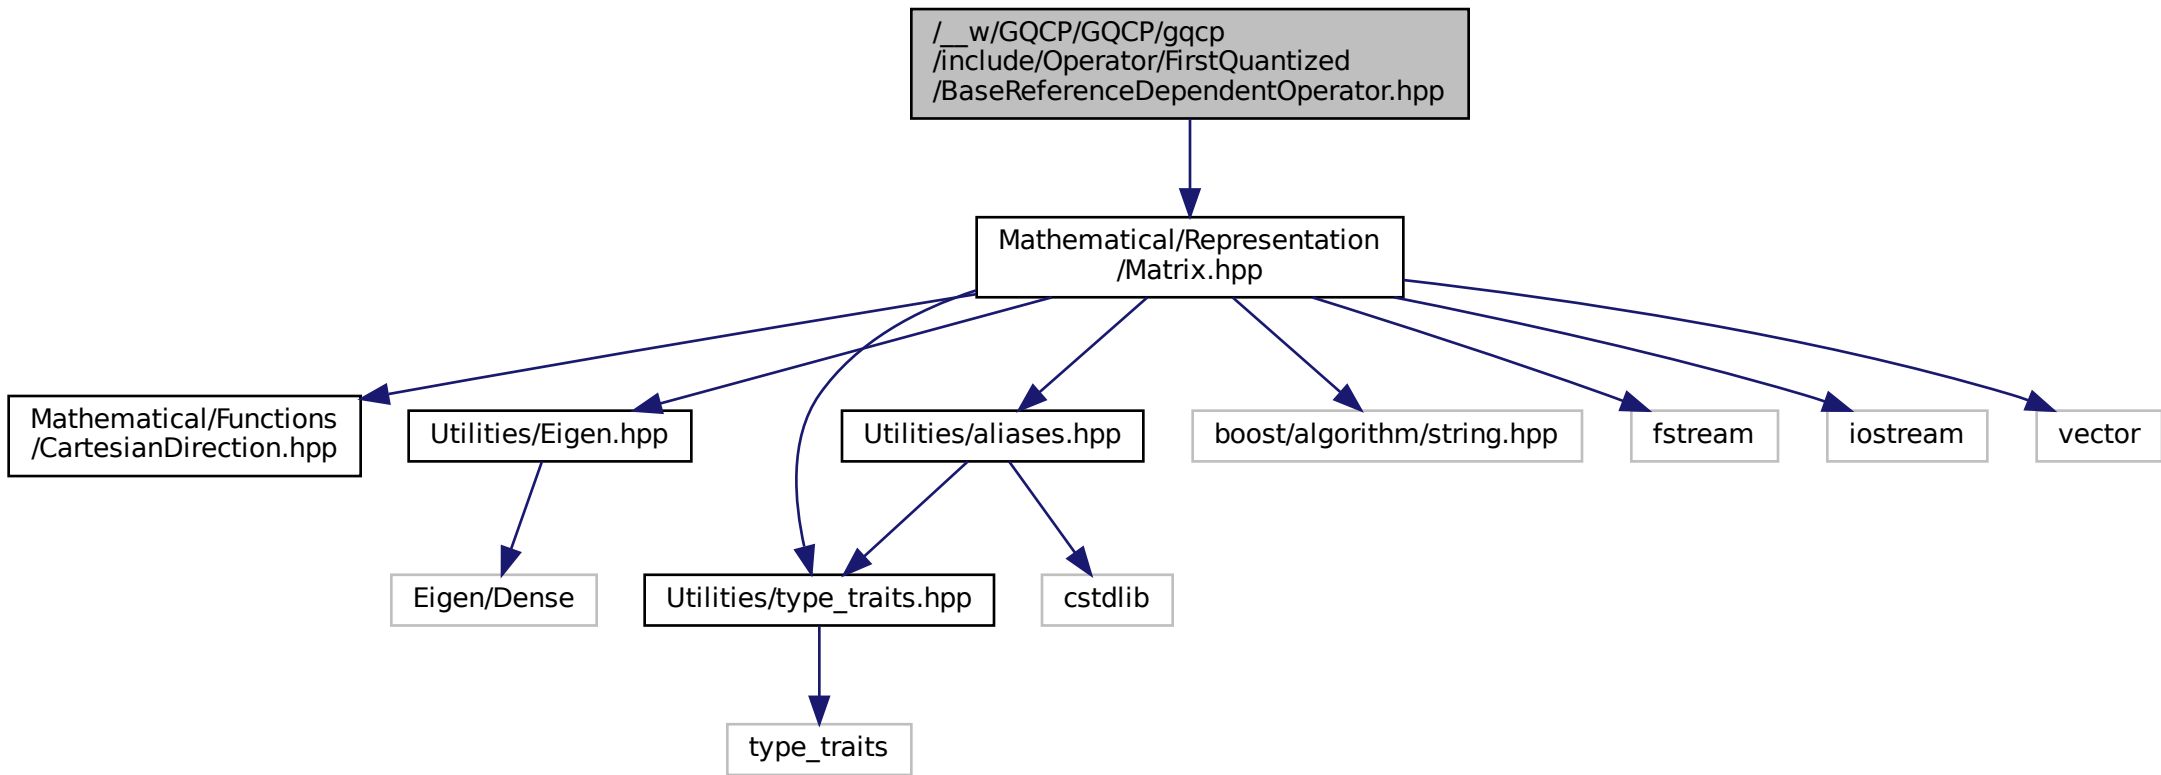 /__w/GQCP/GQCP/gqcp
/include/Operator/FirstQuantized
/BaseReferenceDependentOperator.hpp
Mathematical/Representation
/Matrix.hpp
Mathematical/Functions
/CartesianDirection.hpp
Utilities/Eigen.hpp
Utilities/aliases.hpp
boost/algorithm/string.hpp
fstream
iostream
vector
Eigen/Dense
Utilities/type_traits.hpp
cstdlib
type_traits